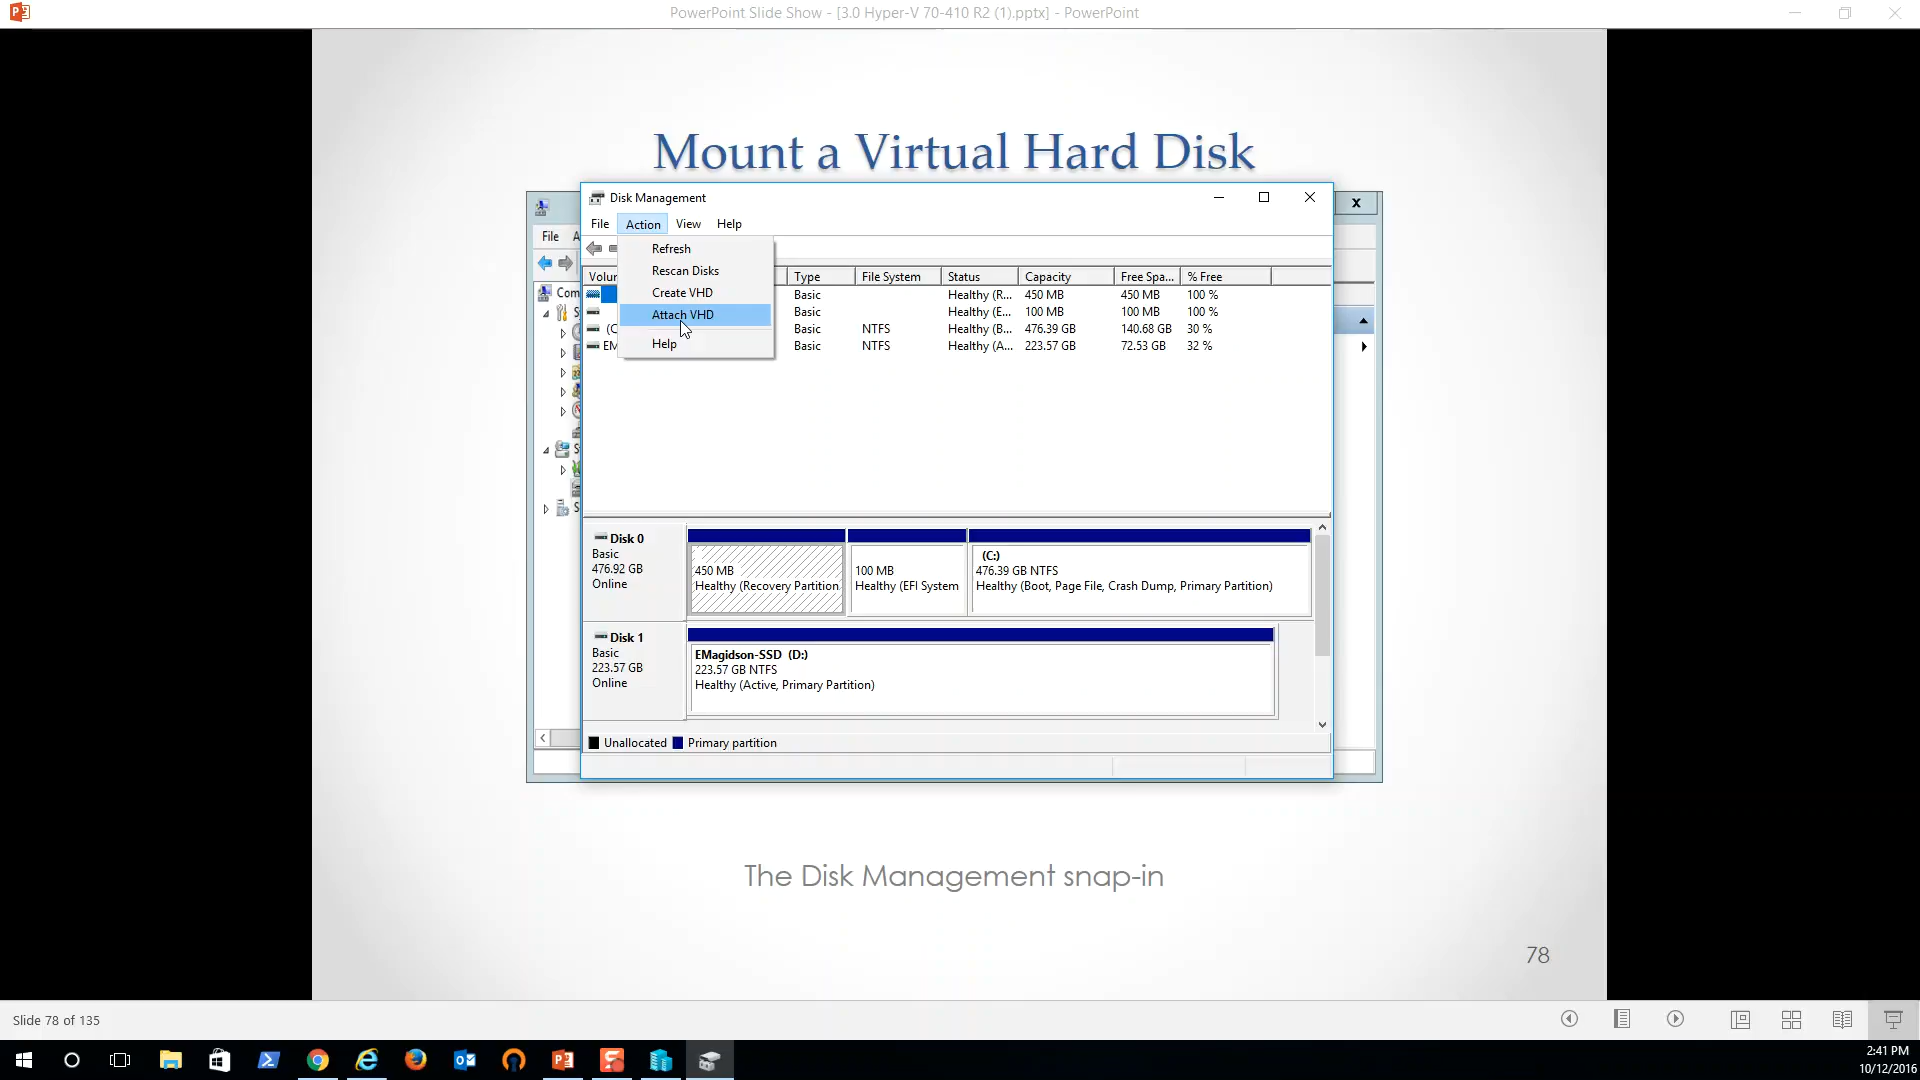 PowerPoint Slide Show - [3.0 Hyper-V 70-410 R2 (1).pptx] - PowerPoint
Mount a Virtual Hard Disk
Disk Management
x
File A
File Action View Help
Refresh
Rescan Disks
Create VHD
Attach VHD
Help
Com
Volur Type File System Status Capacity Free Spa... % Free
Basic Healthy (R... 450 MB 450 MB 100 %
Basic Healthy (E... 100 MB 100 MB 100 %
(C Basic NTFS Healthy (B... 476.39 GB 140.68 GB 30 %
EM Basic NTFS Healthy (A... 223.57 GB 72.53 GB 32 %
S
S
S
Disk 0
Basic
476.92 GB
Online
450 MB
Healthy (Recovery Partition
100 MB
Healthy (EFI System
(C:)
476.39 GB NTFS
Healthy (Boot, Page File, Crash Dump, Primary Partition)
Disk 1
Basic
223.57 GB
Online
EMagidson-SSD (D:)
223.57 GB NTFS
Healthy (Active, Primary Partition)
Unallocated Primary partition
The Disk Management snap-in
78
Slide 78 of 135
2:41 PM
10/12/2016